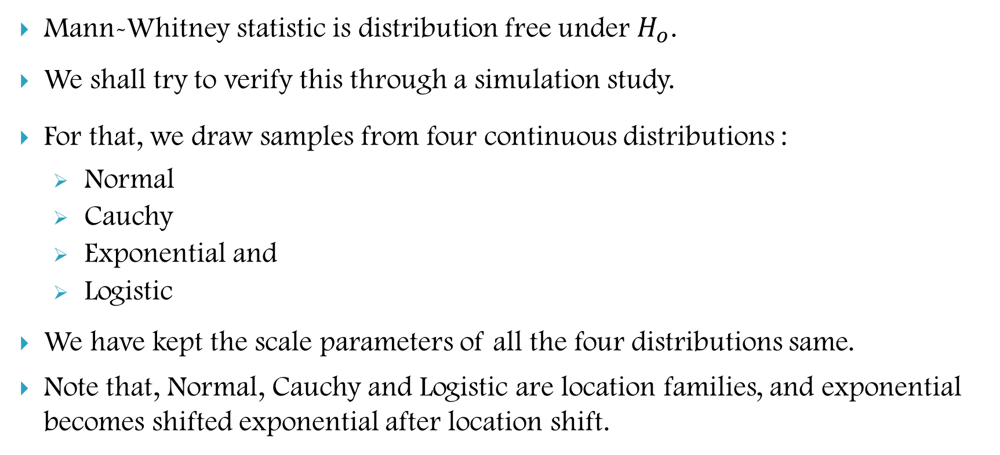 Mann-Whitney statistic is distribution free under H₀.
We shall try to verify this through a simulation study.
For that, we draw samples from four continuous distributions :
Normal
Cauchy
Exponential and
Logistic
We have kept the scale parameters of all the four distributions same.
Note that, Normal, Cauchy and Logistic are location families, and exponential
becomes shifted exponential after location shift.